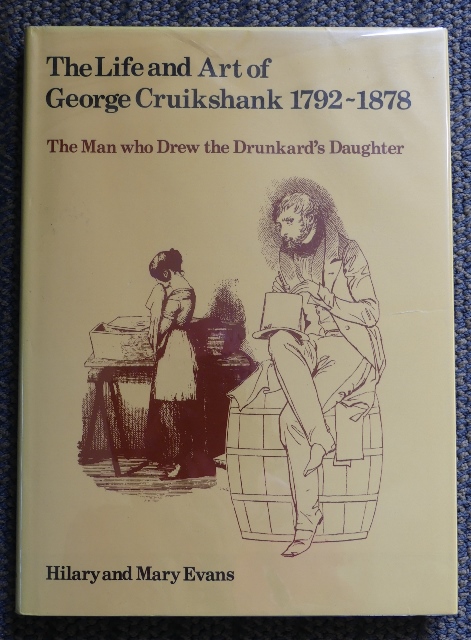 The Life and Art of
George Cruikshank 1792~1878
The Man who Drew the Drunkard's Daughter
Hilary and Mary Evans